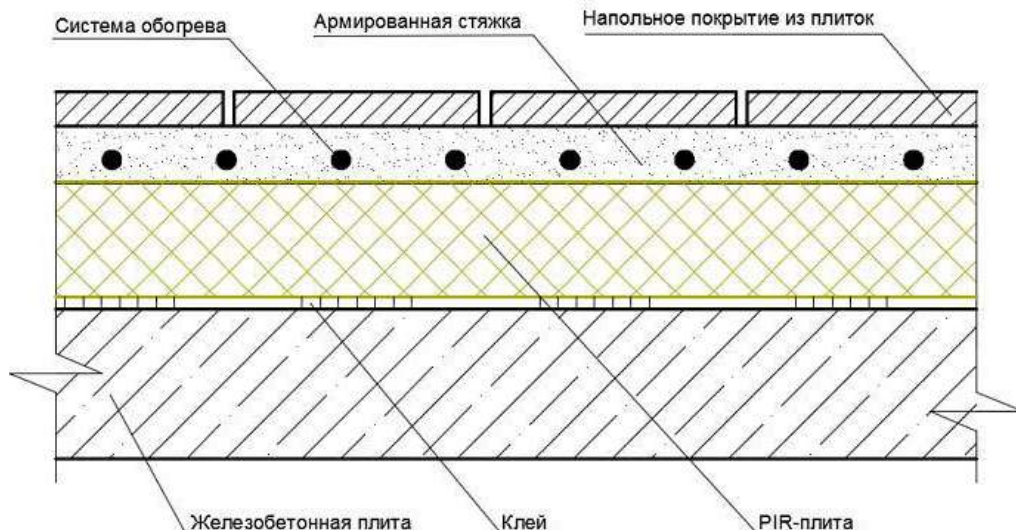 Система обогрева
Армированная стяжка
Напольное покрытие из плиток
Железобетонная плита
Клей
PIR-плита